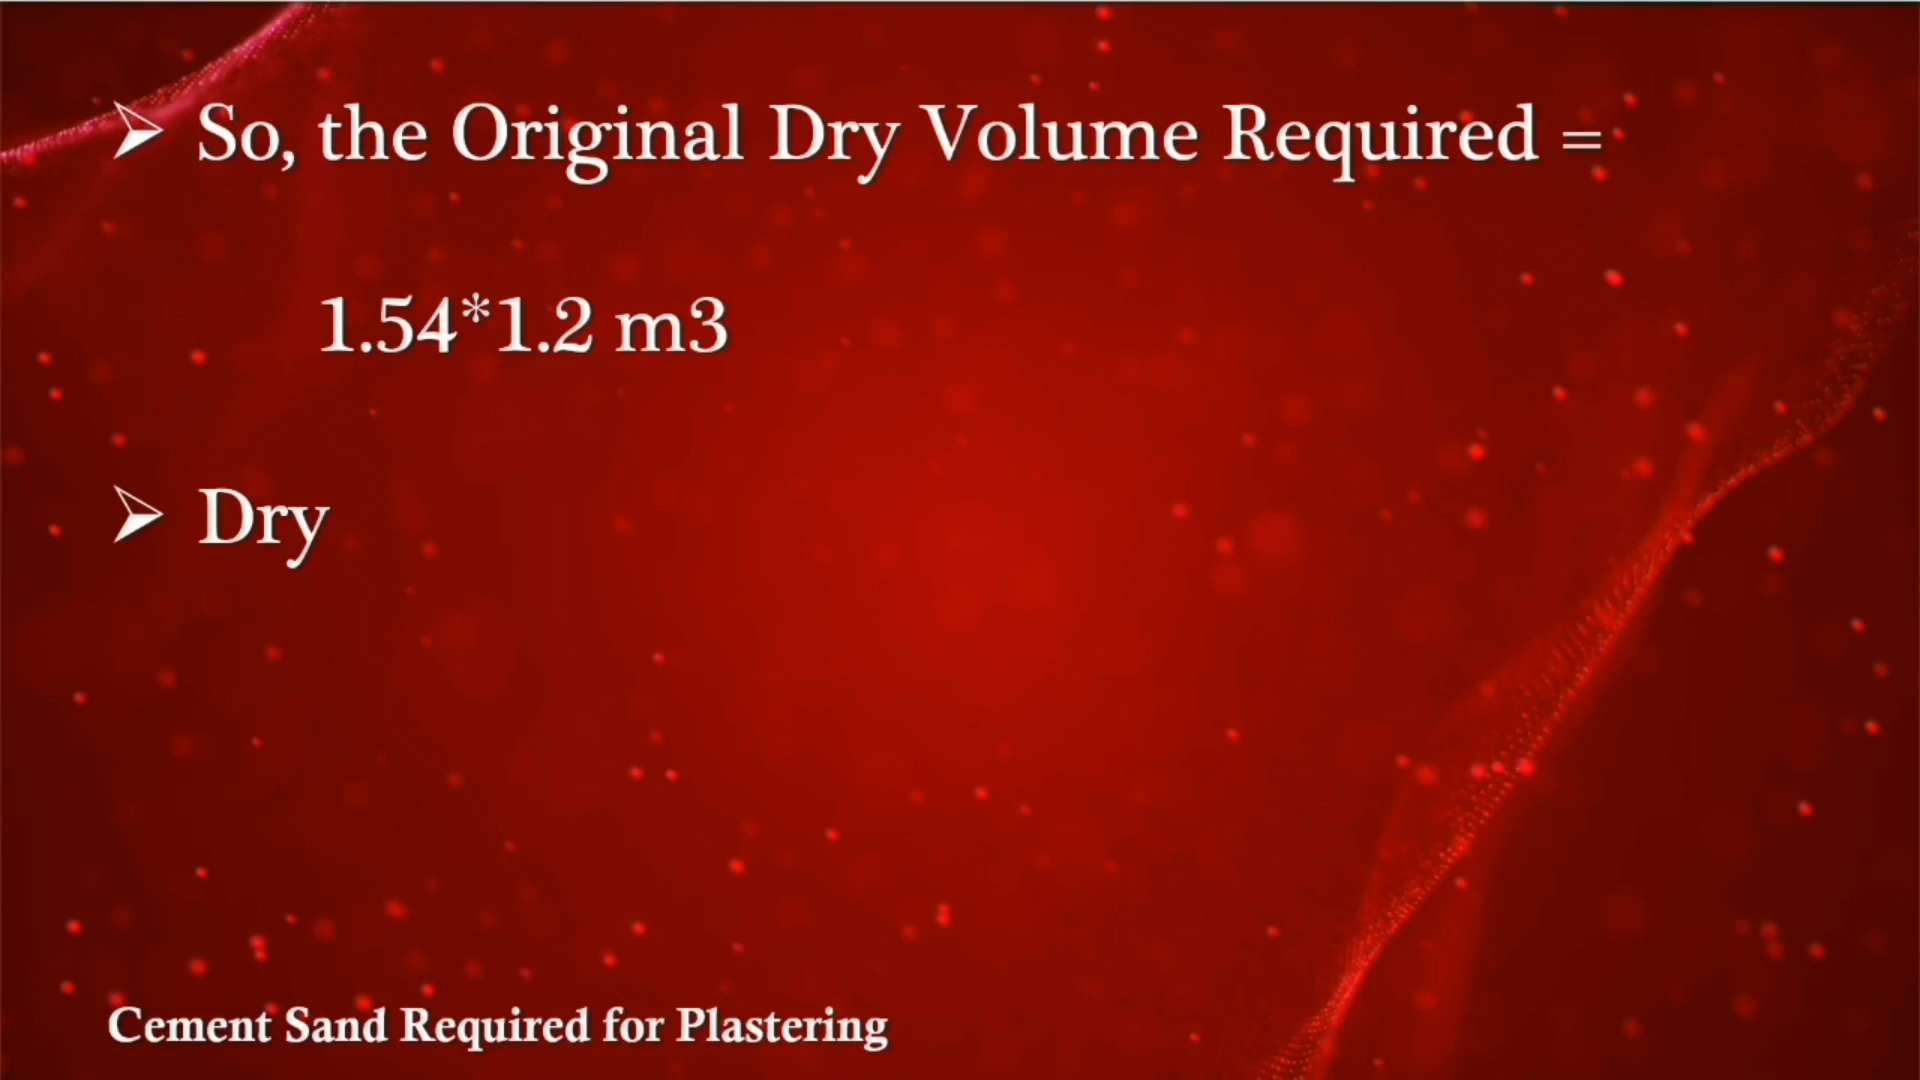 ➢ So, the Original Dry Volume Required =
1.54*1.2 m3
➢ Dry
Cement Sand Required for Plastering